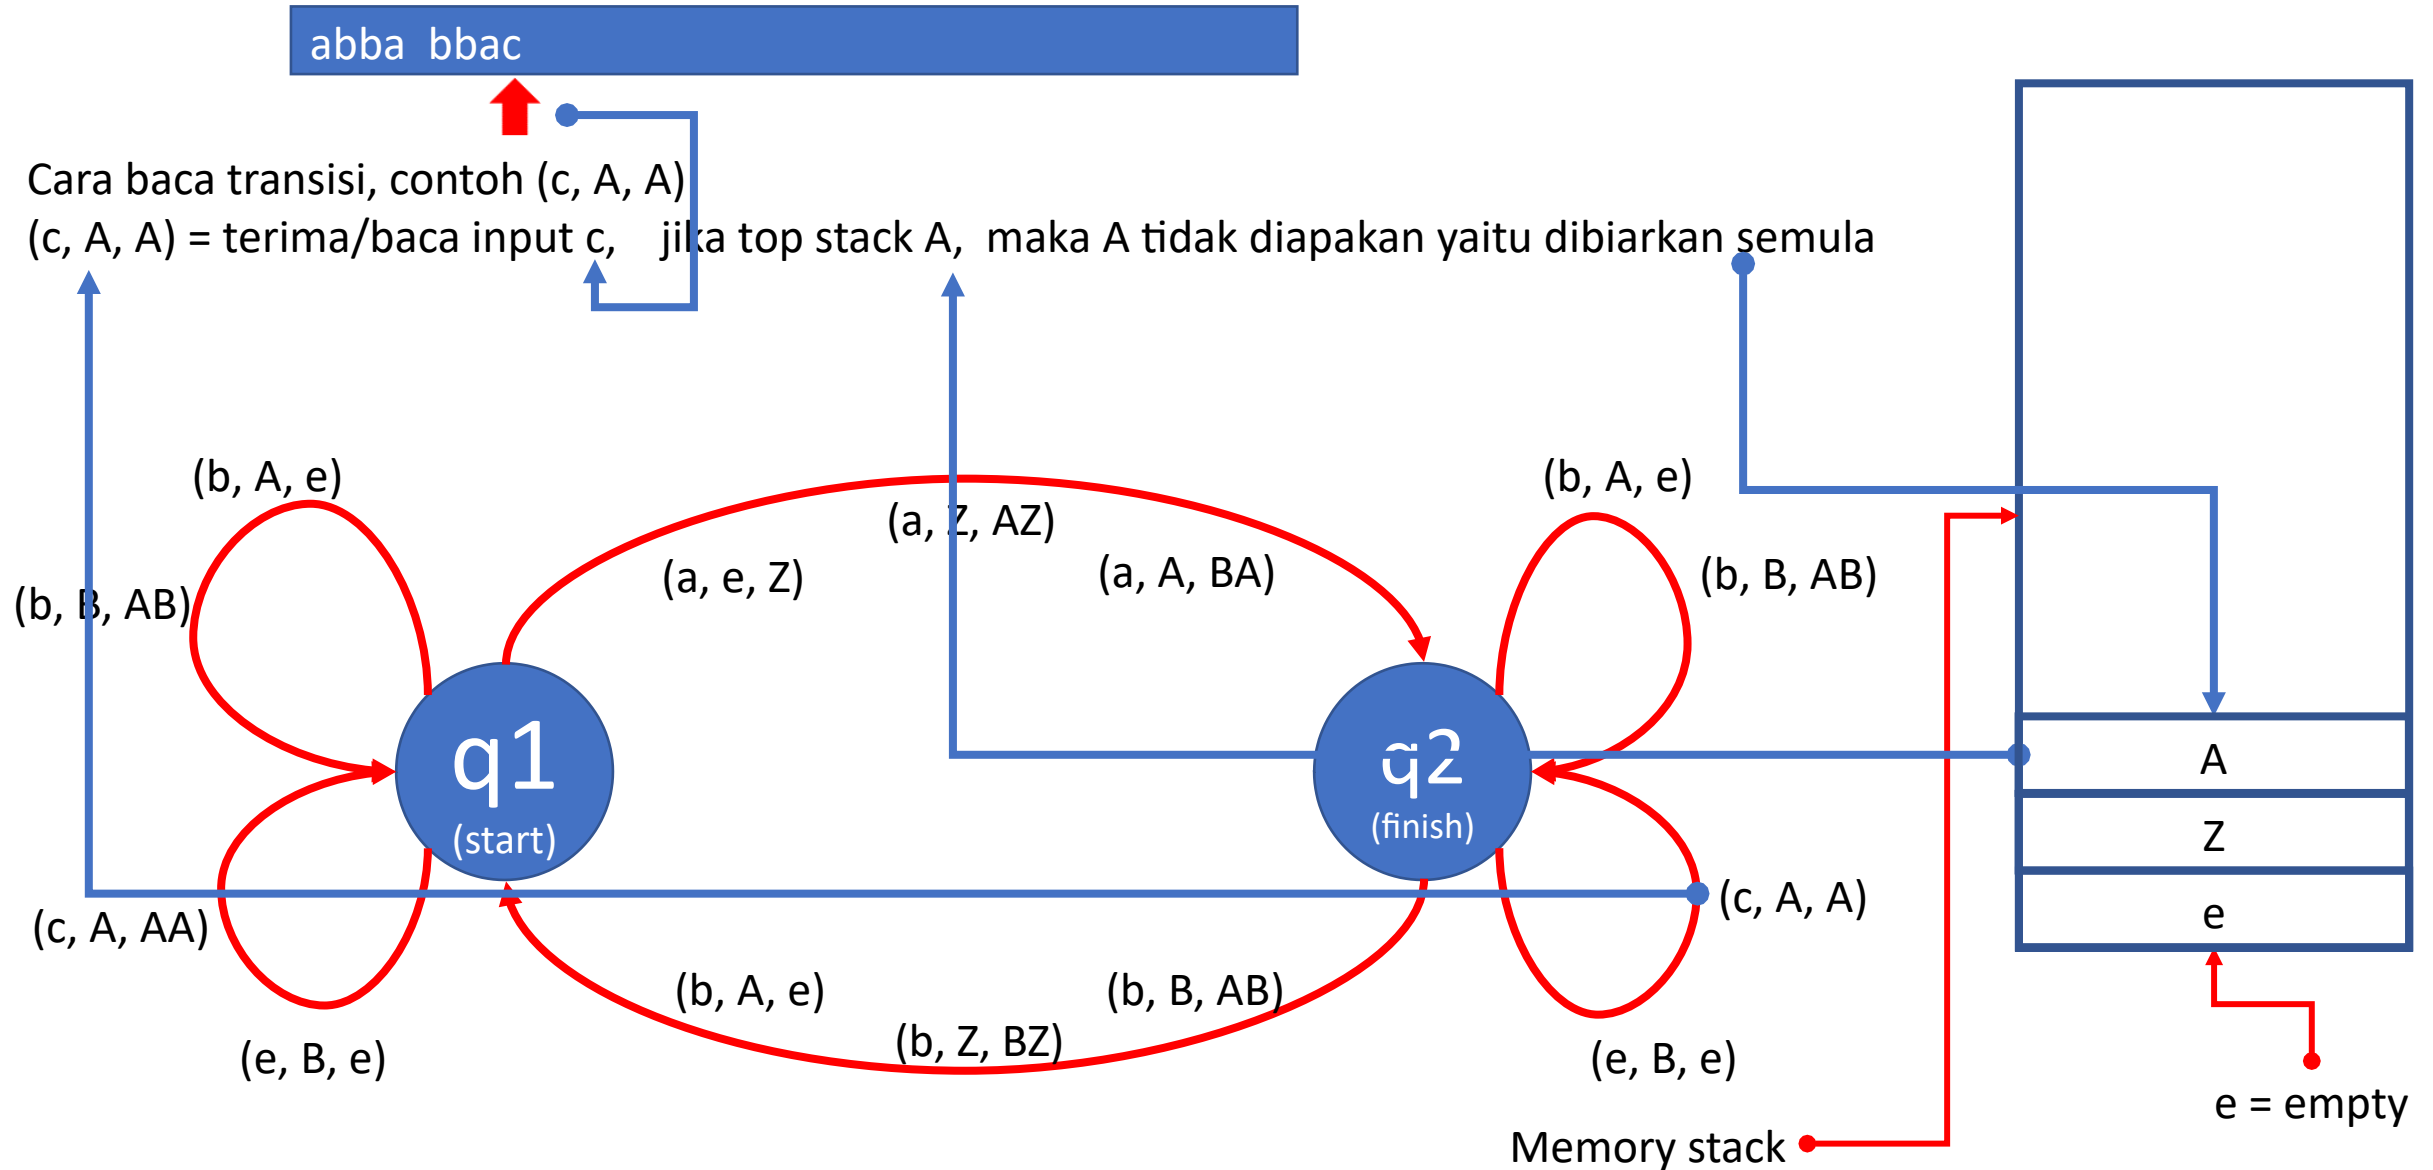 abba  bbac
Cara baca transisi, contoh (c, A, A)
(c, A, A) = terima/baca input c,    jika top stack A,  maka A tidak diapakan yaitu dibiarkan semula
(b, A, e)
(b, A, e)
(a, Z, AZ)
(a, e, Z)
(a, A, BA)
(b, B, AB)
(b, B, AB)
q1
(start)
q2
(finish)
A
Z
e
(c, A, AA)
(c, A, A)
(b, A, e)
(b, B, AB)
(b, Z, BZ)
(e, B, e)
(e, B, e)
e = empty
Memory stack